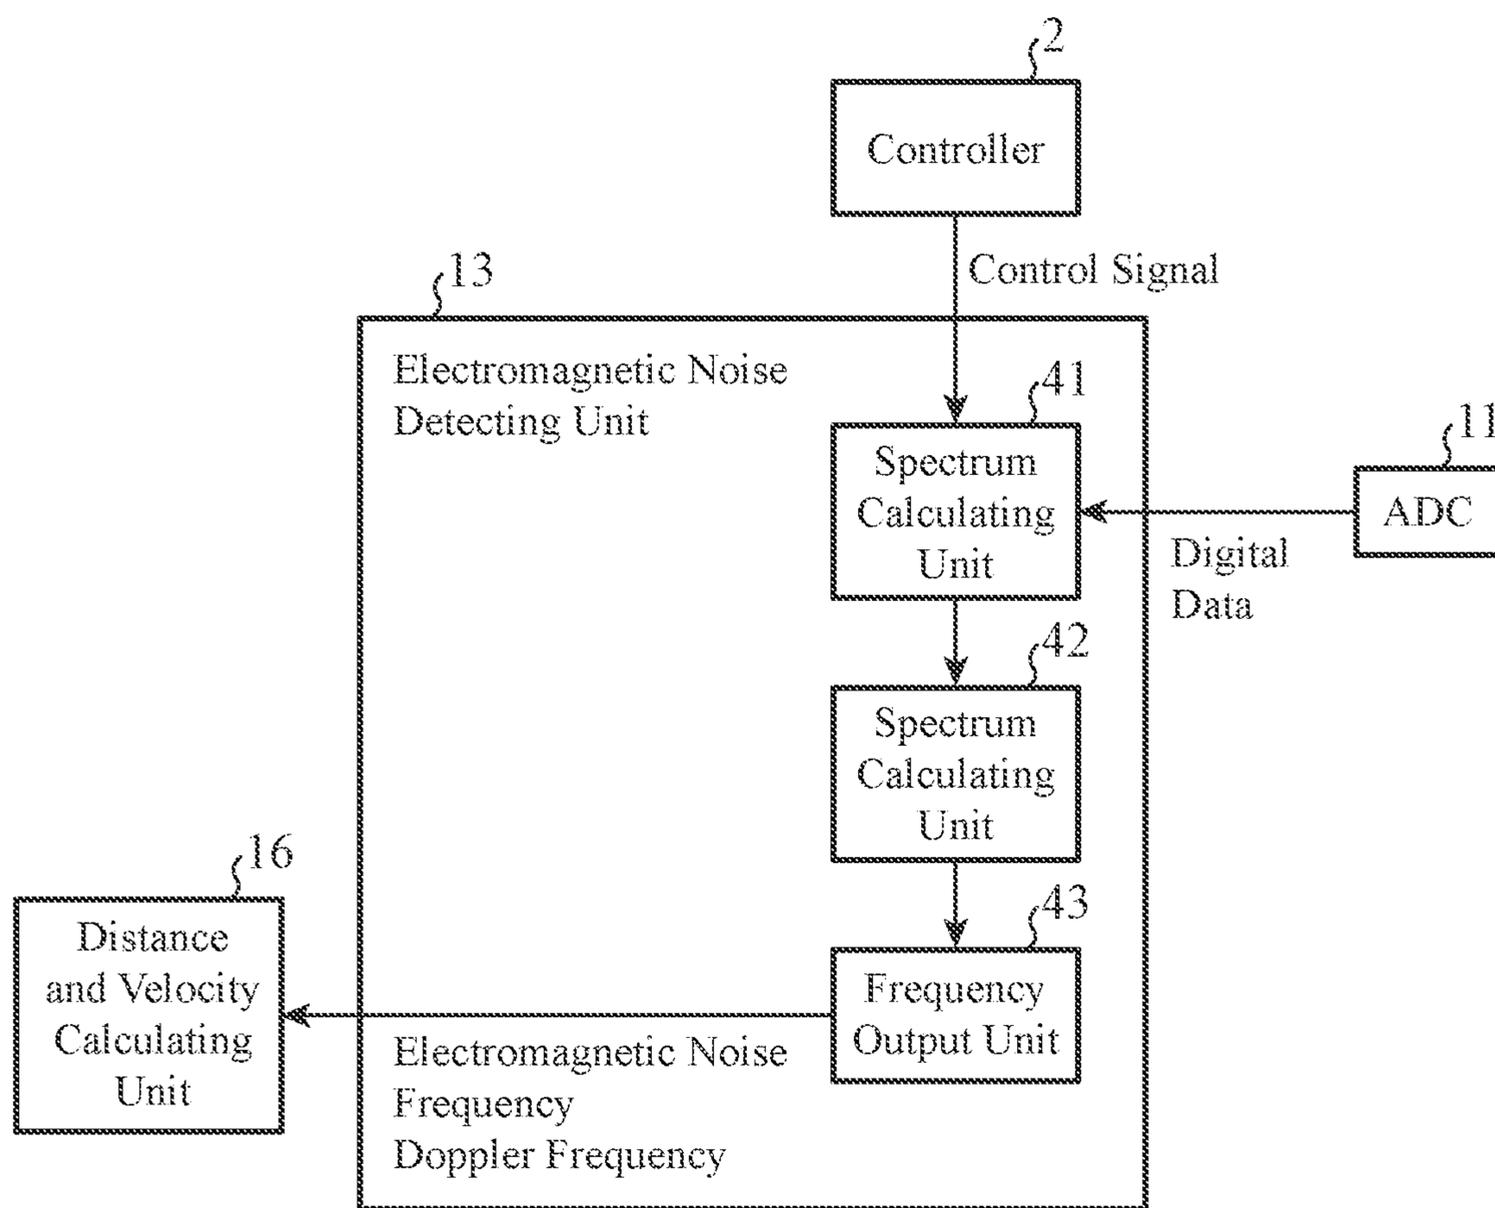 2
Controller
Control Signal
13
Electromagnetic Noise
Detecting Unit
41
Spectrum
Calculating
Unit
11
ADC
Digital
Data
42
Spectrum
Calculating
Unit
16
Distance
and Velocity
Calculating
Unit
43
Frequency
Output Unit
Electromagnetic Noise
Frequency
Doppler Frequency